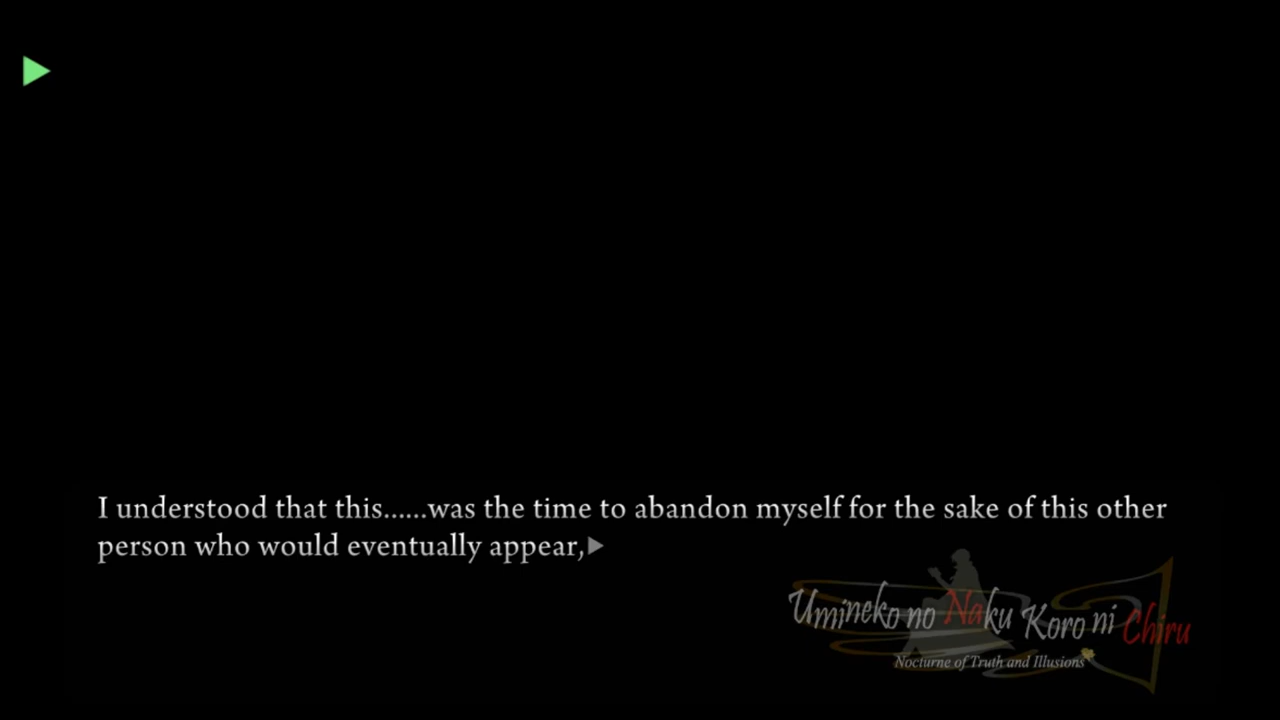 I understood that this......was the time to abandon myself for the sake of this other
person who would eventually appear,
Umineko no Naku Koro ni Chiru
Nocturne of Truth and Illusions